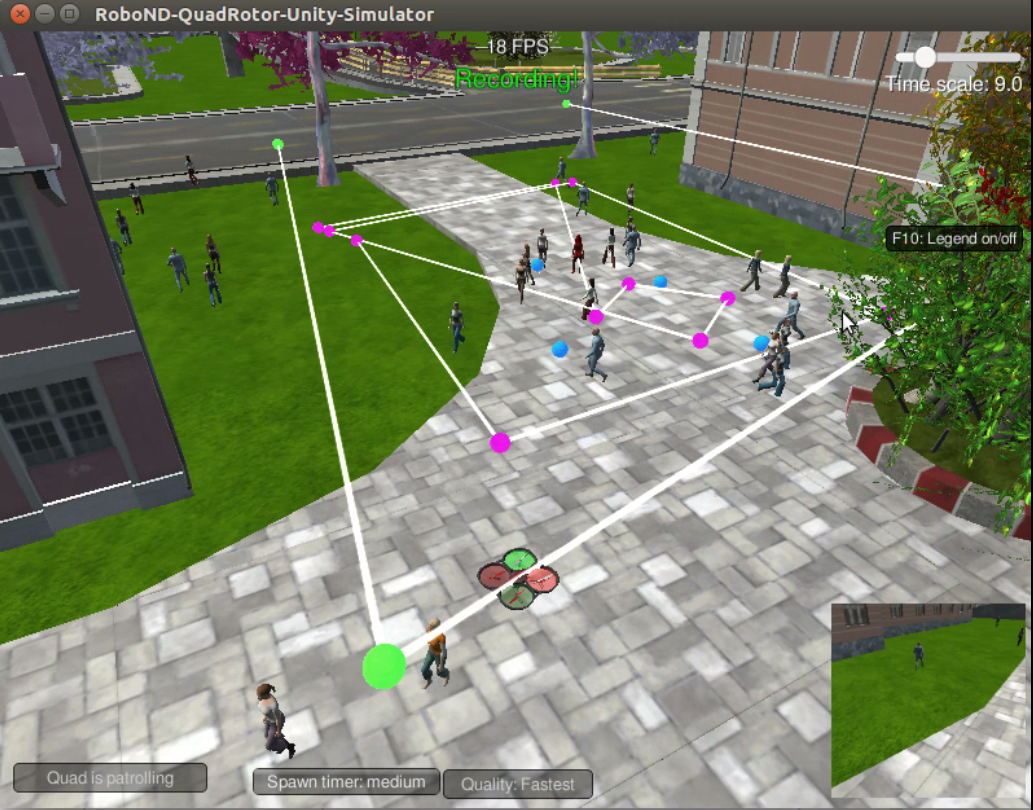 RoboND-QuadRotor-Unity-Simulator
18 FPS
Recording!
Time scale: 9.0
F10: Legend on/off
Quad is patrolling
Spawn timer: medium
Quality: Fastest